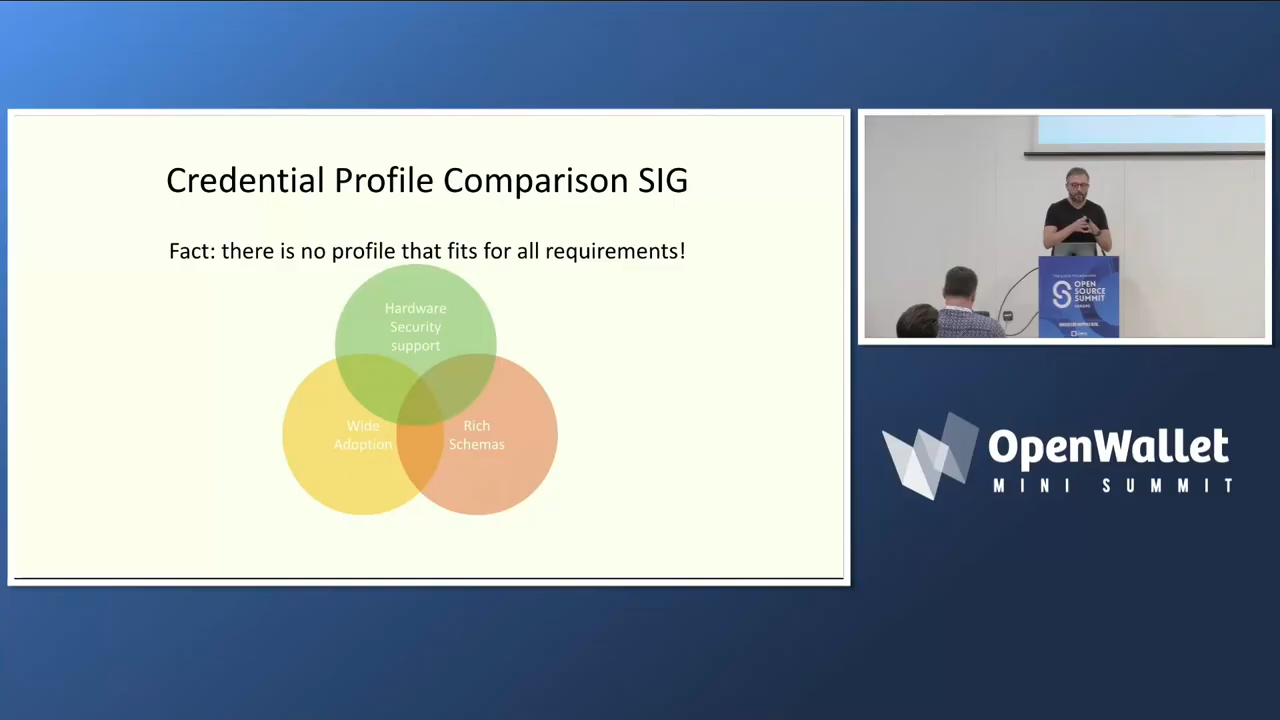 Credential Profile Comparison SIG
Fact: there is no profile that fits for all requirements!
Hardware
Security
support
Wide
Adoption
Rich
Schemas
OPEN
SOURCE
SUMMIT
OpenWallet
MINI SUMMIT